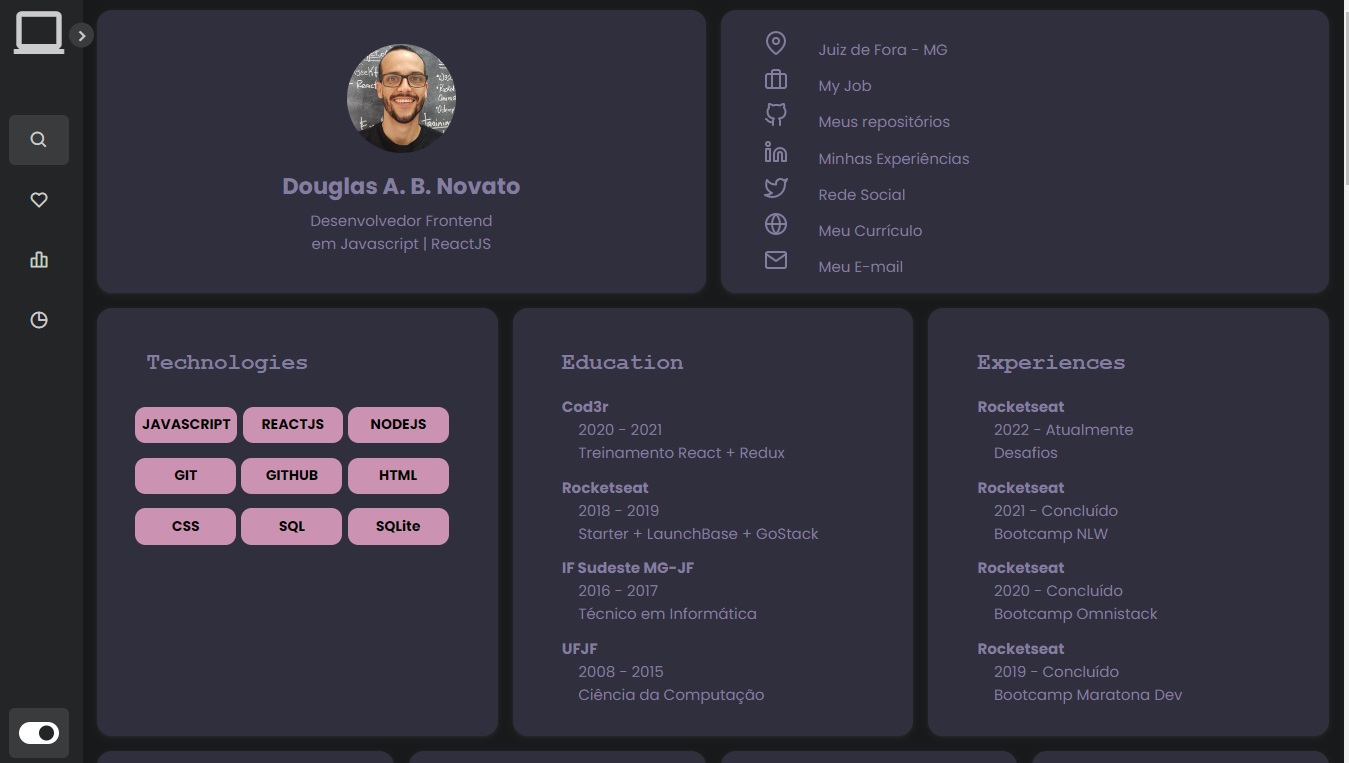 Douglas A. B. Novato
Desenvolvedor Frontend
em Javascript | ReactJS
Juiz de Fora - MG
My Job
Meus repositórios
Minhas Experiências
Rede Social
Meu Currículo
Meu E-mail
Technologies
JAVASCRIPT
REACTJS
NODEJS
GIT
GITHUB
HTML
CSS
SQL
SQLite
Education
Cod3r
2020 - 2021
Treinamento React + Redux
Rocketseat
2018 - 2019
Starter + LaunchBase + GoStack
IF Sudeste MG-JF
2016 - 2017
Técnico em Informática
UFJF
2008 - 2015
Ciência da Computação
Experiences
Rocketseat
2022 - Atualmente
Desafios
Rocketseat
2021 - Concluído
Bootcamp NLW
Rocketseat
2020 - Concluído
Bootcamp Omnistack
Rocketseat
2019 - Concluído
Bootcamp Maratona Dev